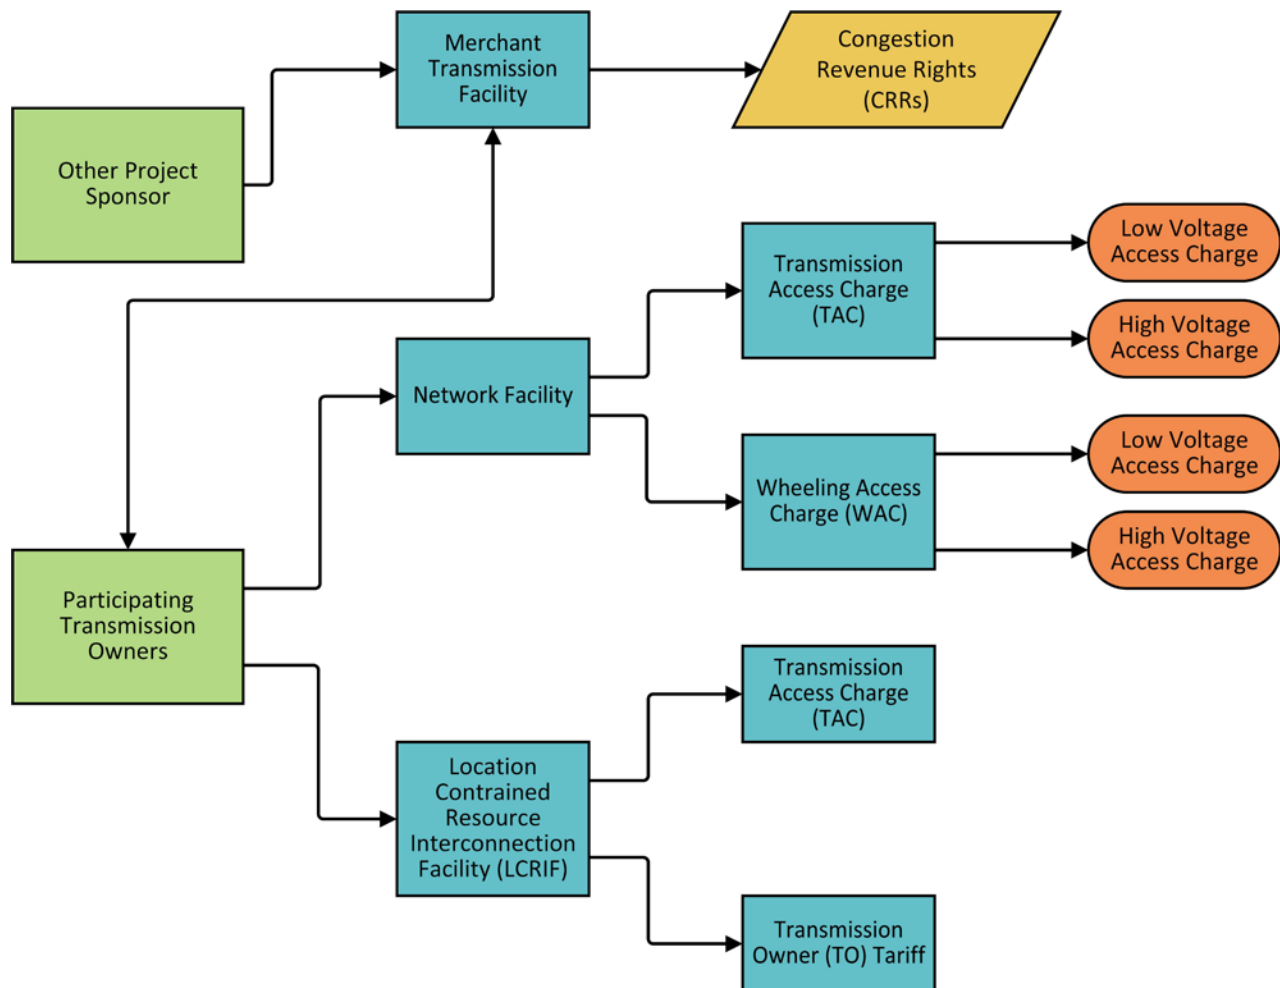 Merchant
Transmission
Facility
Congestion
Revenue Rights
(CRRs)
Other Project
Sponsor
Low Voltage
Access Charge
Transmission
Access Charge
(TAC)
High Voltage
Access Charge
Network Facility
Low Voltage
Access Charge
Wheeling Access
Charge (WAC)
High Voltage
Access Charge
Participating
Transmission
Owners
Transmission
Access Charge
(TAC)
Location
Contrained
Resource
Interconnection
Facility (LCRIF)
Transmission
Owner (TO) Tariff